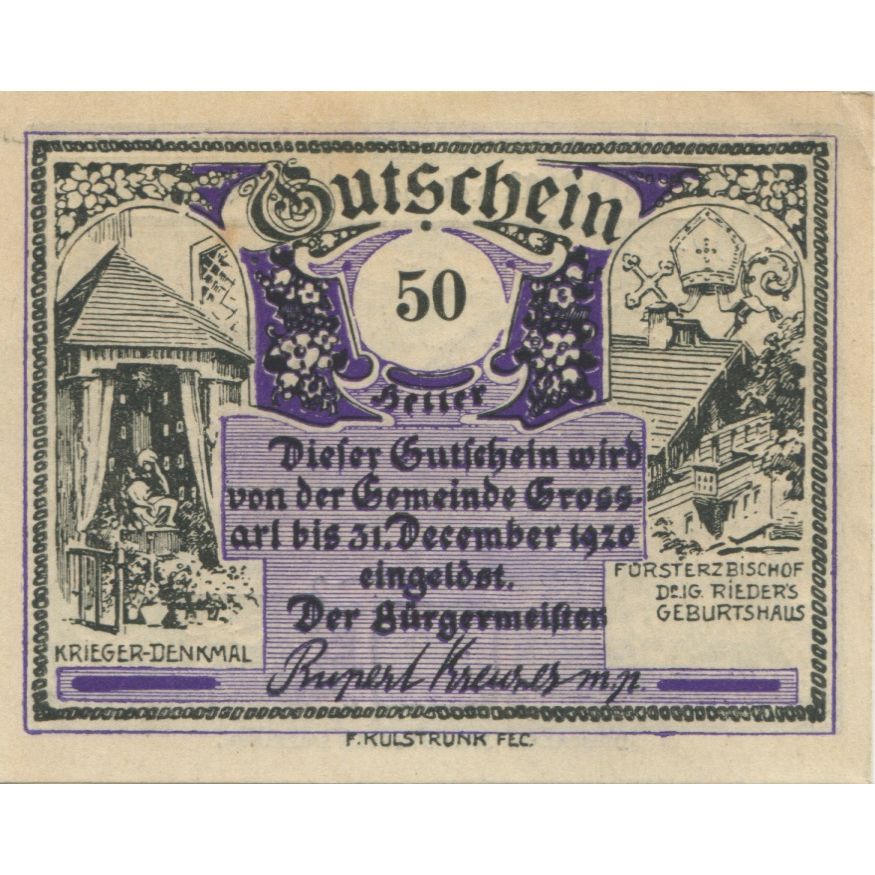 Gutschein
50
Heller
Dieser Gutschein wird
von der Gemeinde Gross-
arl bis 31. December 1920
eingelöst.
Der Bürgermeister
Rupert Kreuzer m.p.
KRIEGER-DENKMAL
FÜRSTERZBISCHOF
DR. IG. RIEDER'S
GEBURTSHAUS
F. KULSTRUNK FEC.